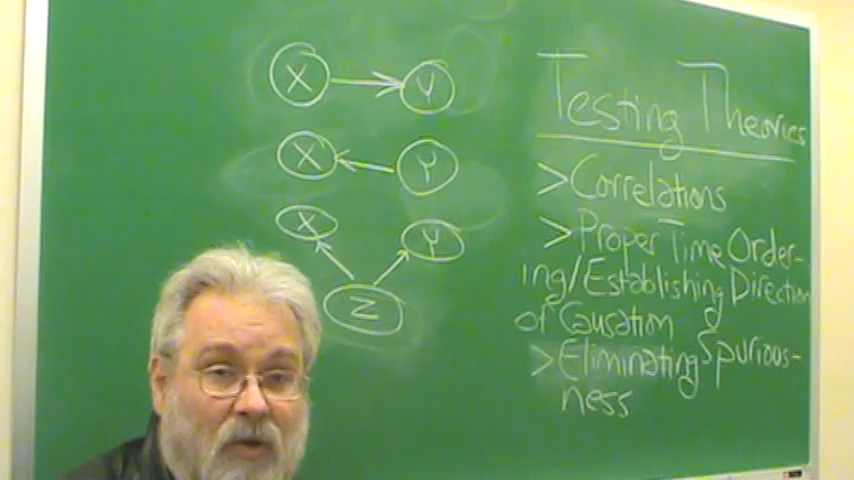 X Y
X Y
X Y
Z
Testing Theories
>Correlations
>Proper Time Order-
ing/Establishing Direction
of Causation
>Eliminating Spurious-
ness